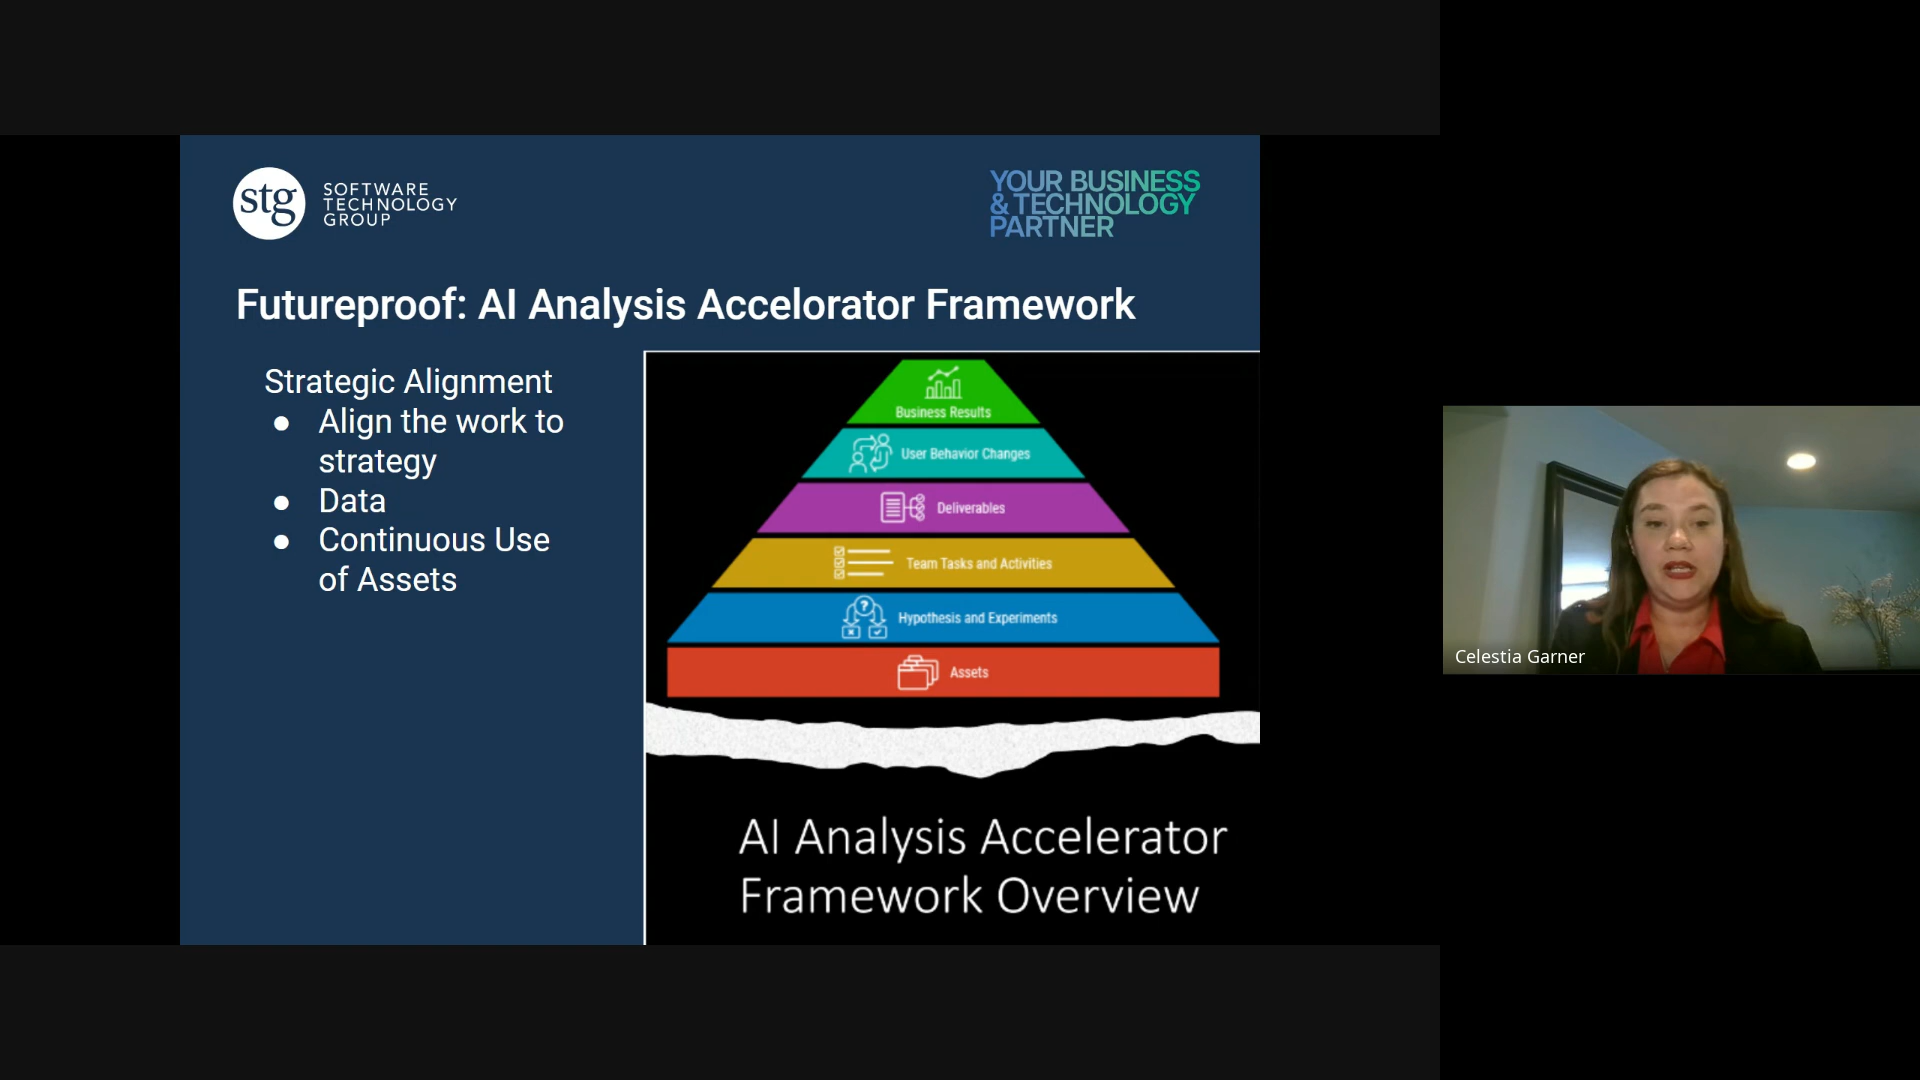 stg
SOFTWARE
TECHNOLOGY
GROUP
YOUR BUSINESS
& TECHNOLOGY
PARTNER
Futureproof: AI Analysis Accelorator Framework
Strategic Alignment
● Align the work to
strategy
● Data
● Continuous Use
of Assets
Business Results
User Behavior Changes
Deliverables
Team Tasks and Activities
?
Hypothesis and Experiments
Assets
AI Analysis Accelerator
Framework Overview
Celestia Garner